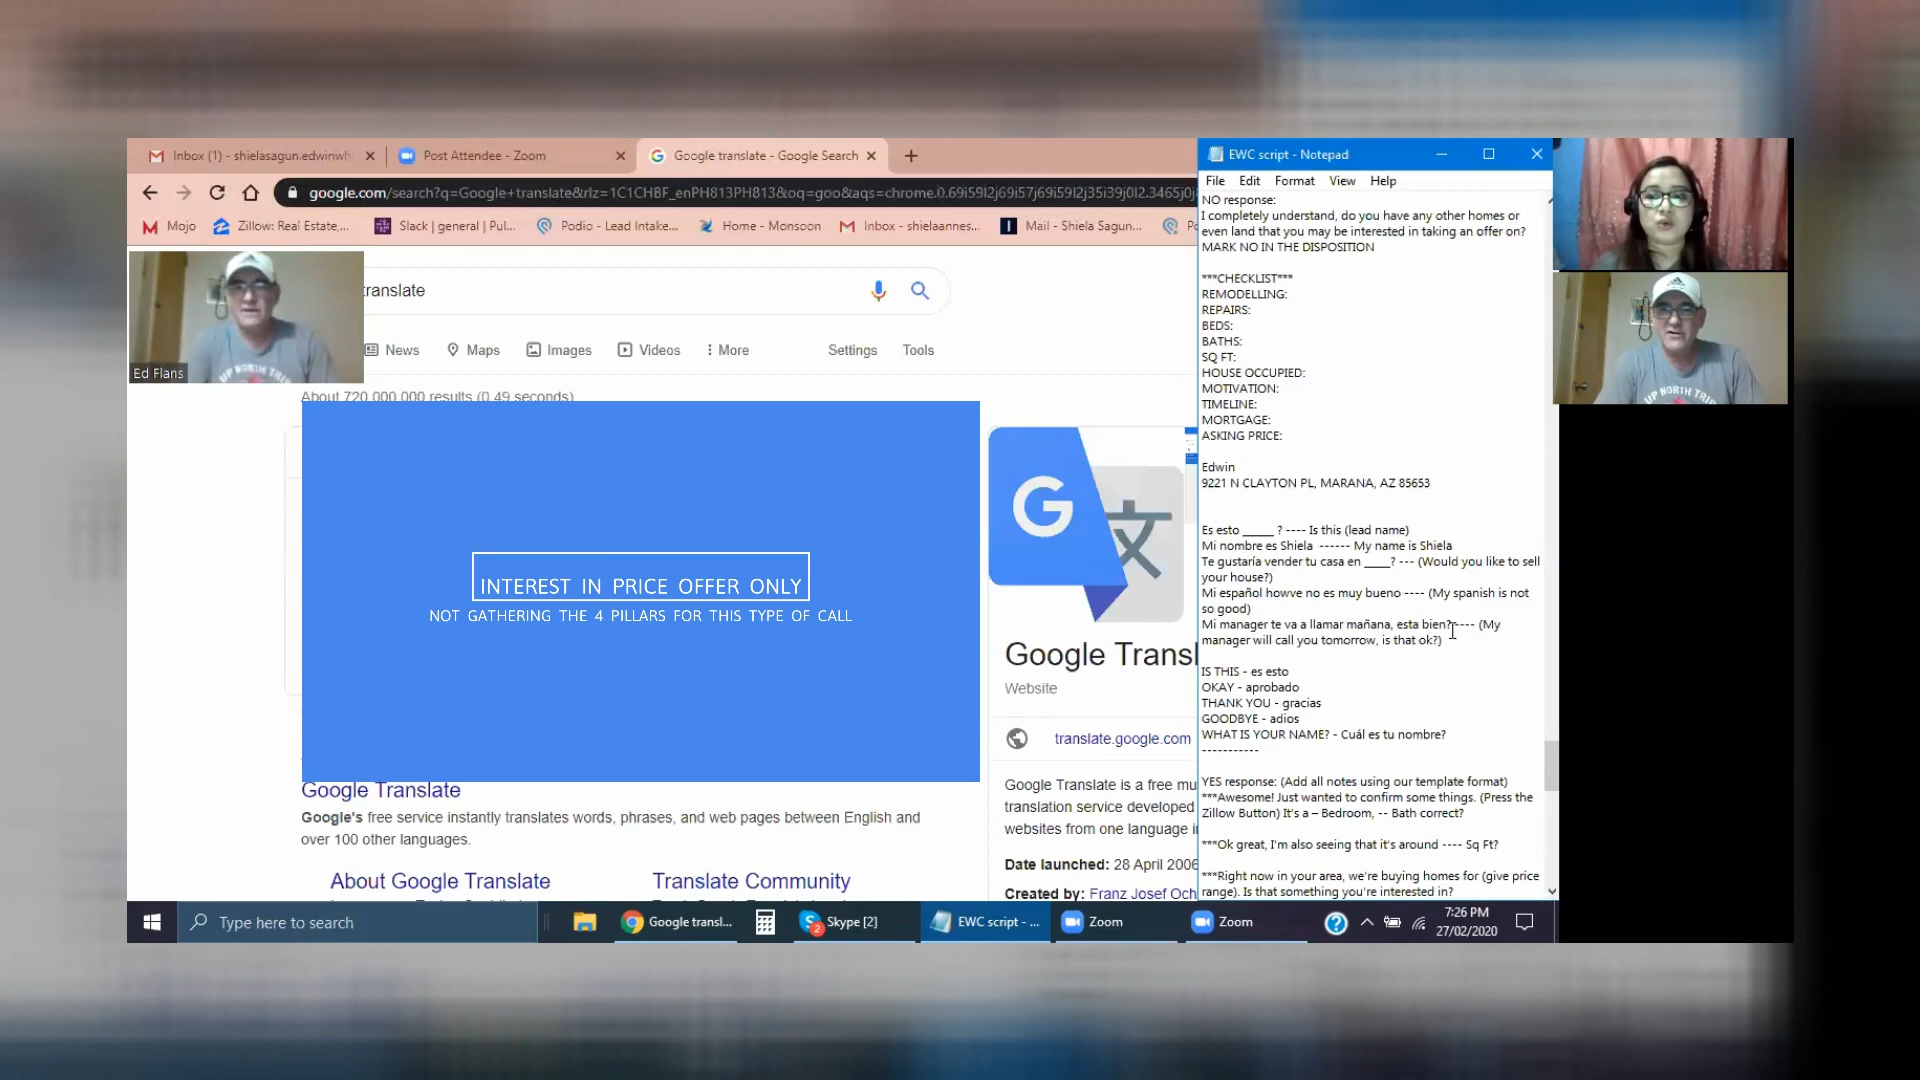 Inbox (1) - shielasagun.edwinwh
Post Attendee - Zoom
Google translate - Google Search
google.com/search?q=Google+translate&rlz=1C1CHBF_enPH813PH813&oq=goo&aqs=chrome.0.69i59l2j69i57j69i59l2j35i39j0l2.3465j0j
Mojo
Zillow: Real Estate,...
Slack | general | Pul...
Podio - Lead Intake...
Home - Monsoon
Inbox - shielaannes...
Mail - Shiela Sagun...
Ed Flans
UP NORTH TRIP
translate
News
Maps
Images
Videos
More
Settings
Tools
About 720,000,000 results (0.49 seconds)
INTEREST IN PRICE OFFER ONLY
NOT GATHERING THE 4 PILLARS FOR THIS TYPE OF CALL
Google Translate
Google's free service instantly translates words, phrases, and web pages between English and
over 100 other languages.
About Google Translate
Translate Community
G
文
Google Transl
Website
translate.google.com
Google Translate is a free mu
translation service developed
websites from one language i
Date launched: 28 April 2006
Created by: Franz Josef Och
EWC script - Notepad
File Edit Format View Help
NO response:
I completely understand, do you have any other homes or
even land that you may be interested in taking an offer on?
MARK NO IN THE DISPOSITION
***CHECKLIST***
REMODELLING:
REPAIRS:
BEDS:
BATHS:
SQ FT:
HOUSE OCCUPIED:
MOTIVATION:
TIMELINE:
MORTGAGE:
ASKING PRICE:
Edwin
9221 N CLAYTON PL, MARANA, AZ 85653
Es esto _____ ? ---- Is this (lead name)
Mi nombre es Shiela ------ My name is Shiela
Te gustaría vender tu casa en ____? --- (Would you like to sell
your house?)
Mi español howve no es muy bueno ---- (My spanish is not
so good)
Mi manager te va a llamar mañana, esta bien? ---- (My
manager will call you tomorrow, is that ok?)
IS THIS - es esto
OKAY - aprobado
THANK YOU - gracias
GOODBYE - adios
WHAT IS YOUR NAME? - Cuál es tu nombre?
-----------
YES response: (Add all notes using our template format)
***Awesome! Just wanted to confirm some things. (Press the
Zillow Button) It's a – Bedroom, -- Bath correct?
***Ok great, I'm also seeing that it's around ---- Sq Ft?
***Right now in your area, we're buying homes for (give price
range). Is that something you're interested in?
UP NORTH TRIP
Type here to search
Google transl...
Skype [2]
2
EWC script - ...
Zoom
Zoom
7:26 PM
27/02/2020